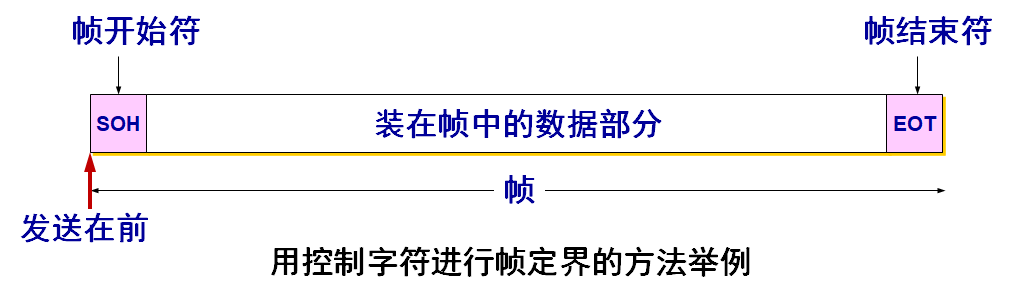 帧开始符
帧结束符
SOH
装在帧中的数据部分
EOT
帧
发送在前
用控制字符进行帧定界的方法举例